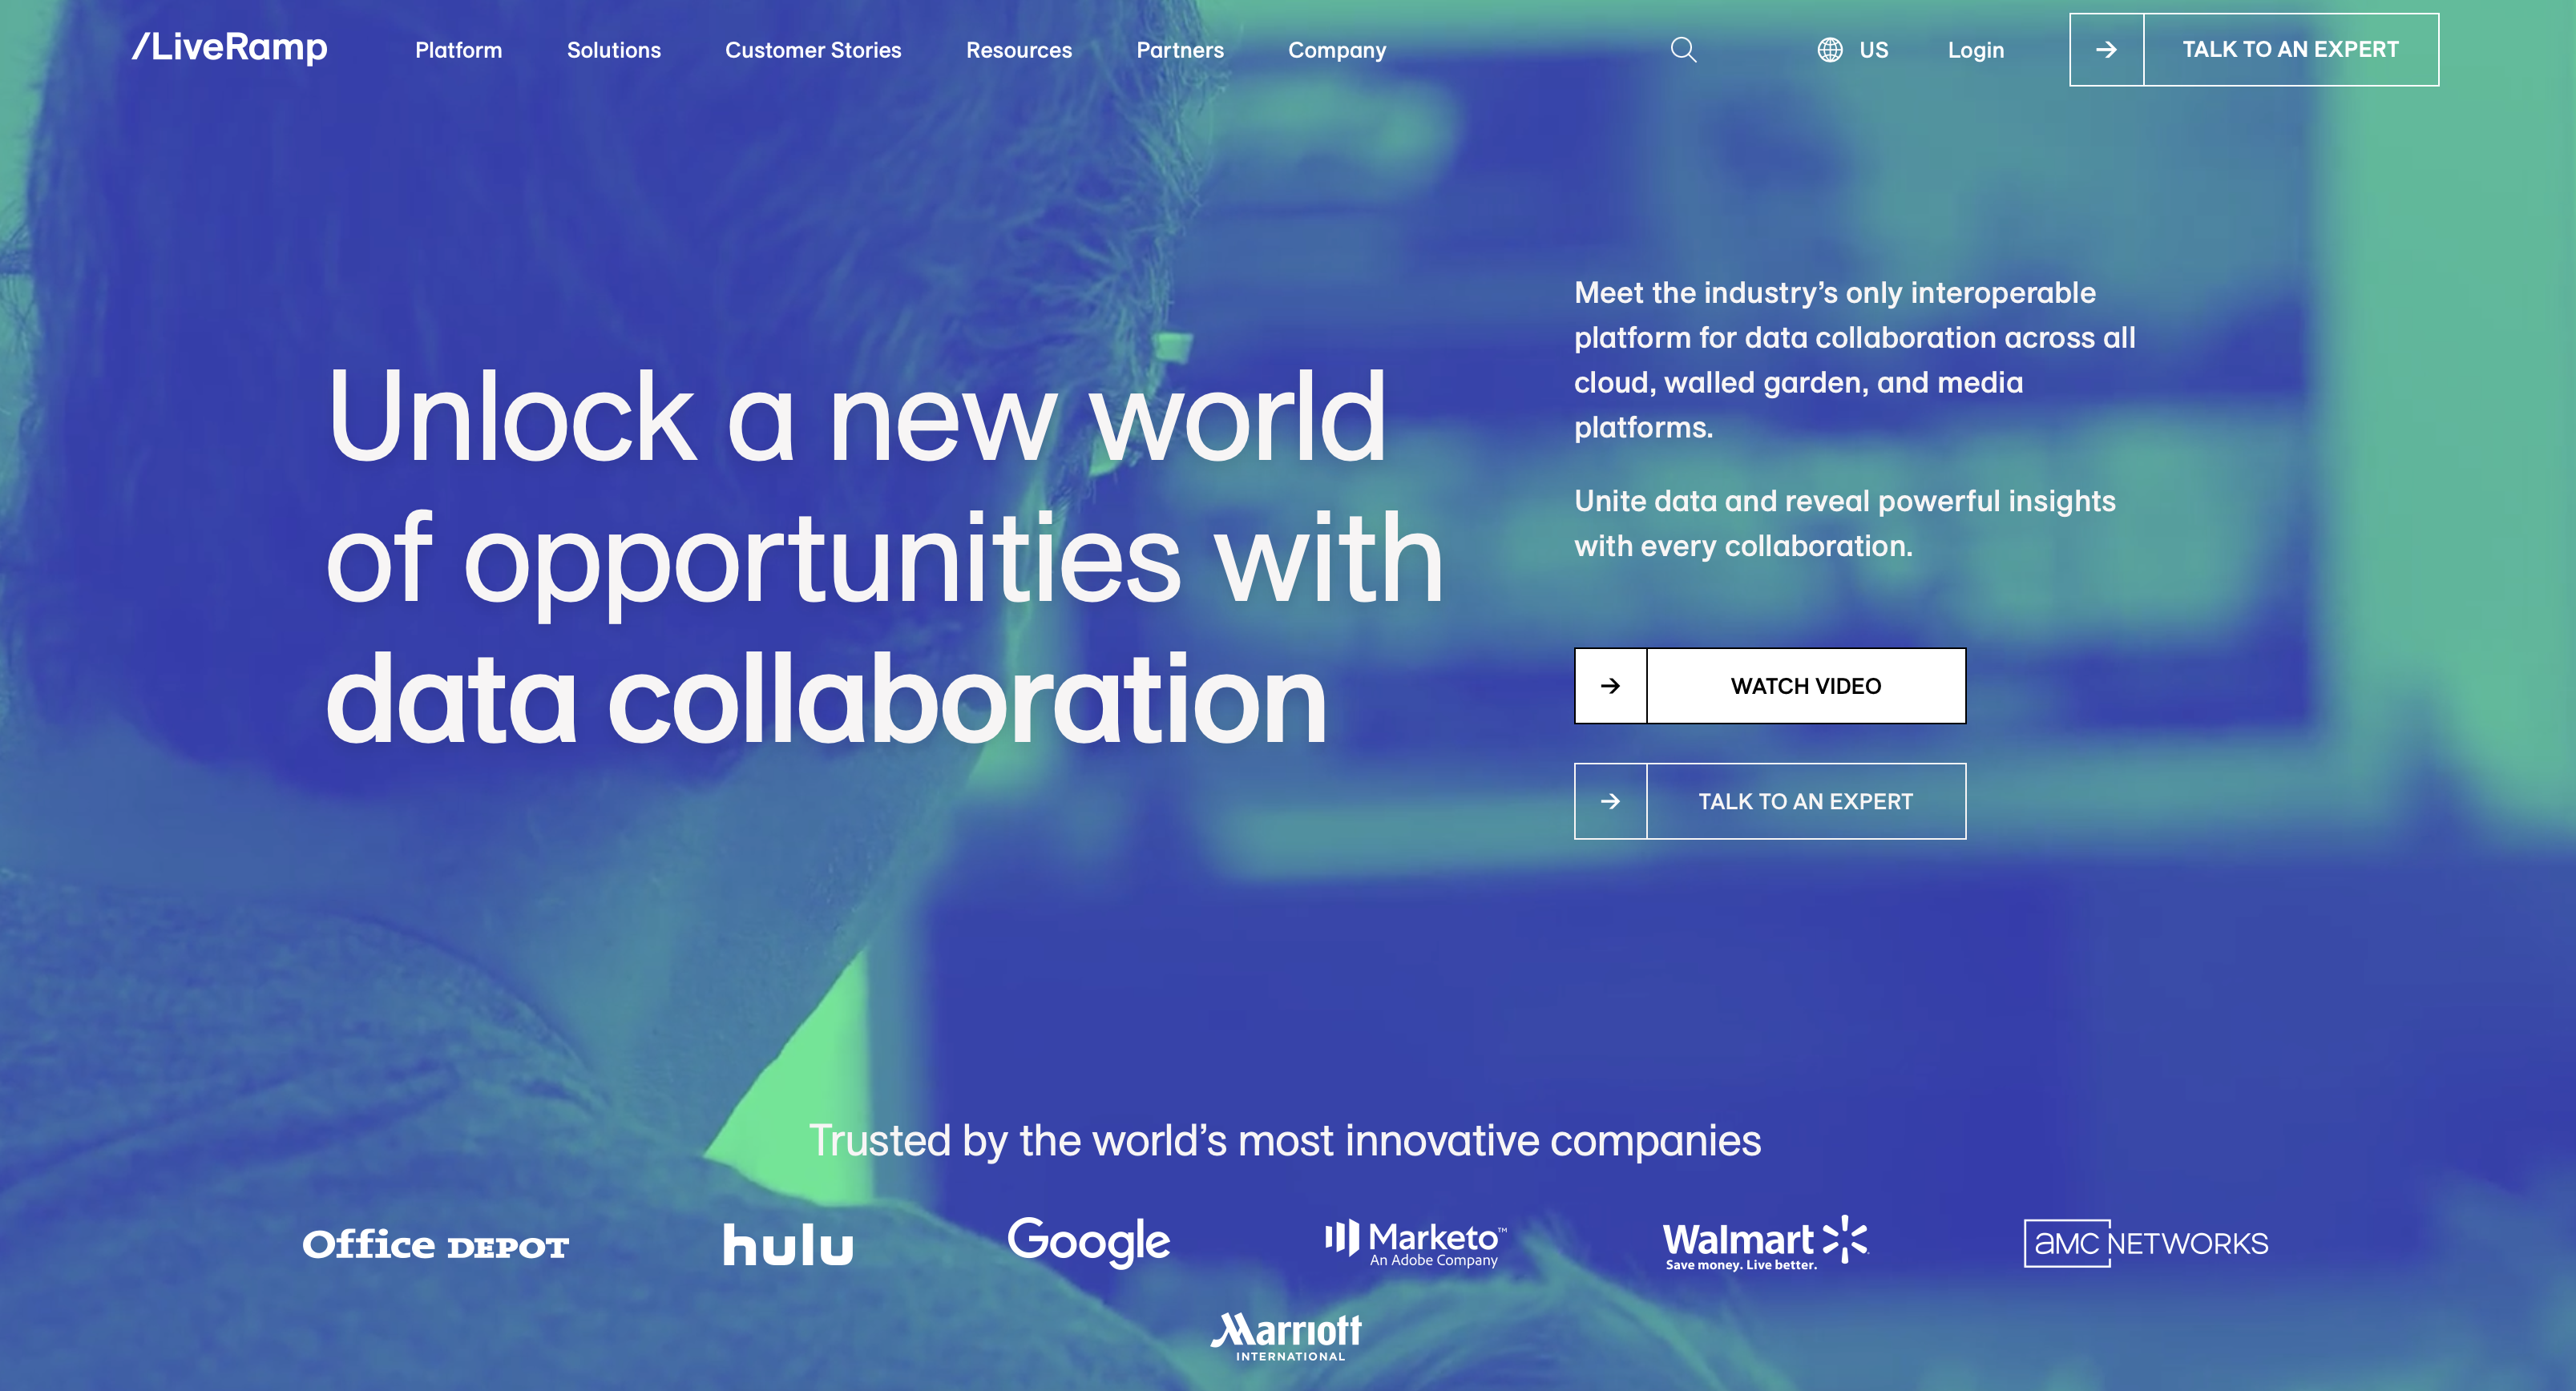 /LiveRamp Platform Solutions Customer Stories Resources Partners Company US Login TALK TO AN EXPERT
Unlock a new world
of opportunities with
data collaboration
Meet the industry’s only interoperable
platform for data collaboration across all
cloud, walled garden, and media
platforms.
Unite data and reveal powerful insights
with every collaboration.
WATCH VIDEO
TALK TO AN EXPERT
Trusted by the world’s most innovative companies
Office DEPOT
hulu
Google
Marketo™
An Adobe Company
Walmart
Save money. Live better.
aMC NETWORKS
Marriott
INTERNATIONAL